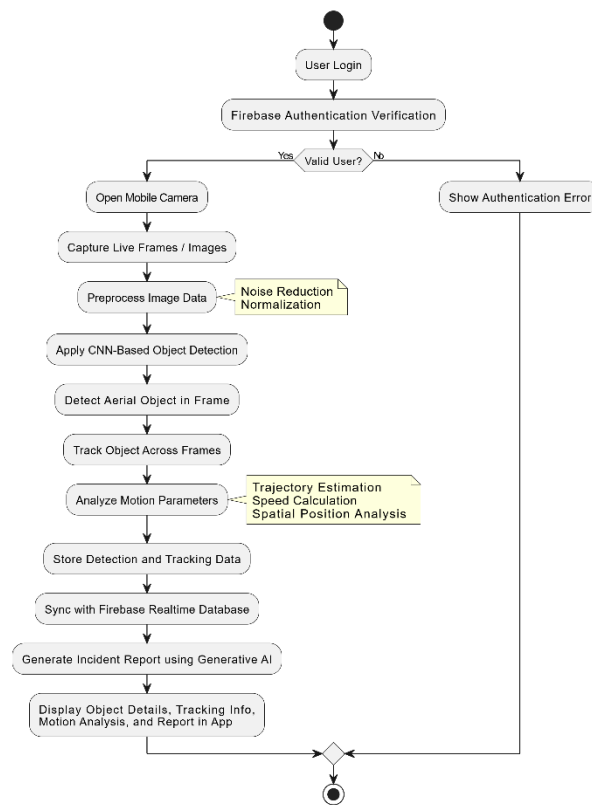 User Login
Firebase Authentication Verification
Valid User?
Yes
No
Open Mobile Camera
Show Authentication Error
Capture Live Frames / Images
Preprocess Image Data
Noise Reduction
Normalization
Apply CNN-Based Object Detection
Detect Aerial Object in Frame
Track Object Across Frames
Analyze Motion Parameters
Trajectory Estimation
Speed Calculation
Spatial Position Analysis
Store Detection and Tracking Data
Sync with Firebase Realtime Database
Generate Incident Report using Generative AI
Display Object Details, Tracking Info,
Motion Analysis, and Report in App